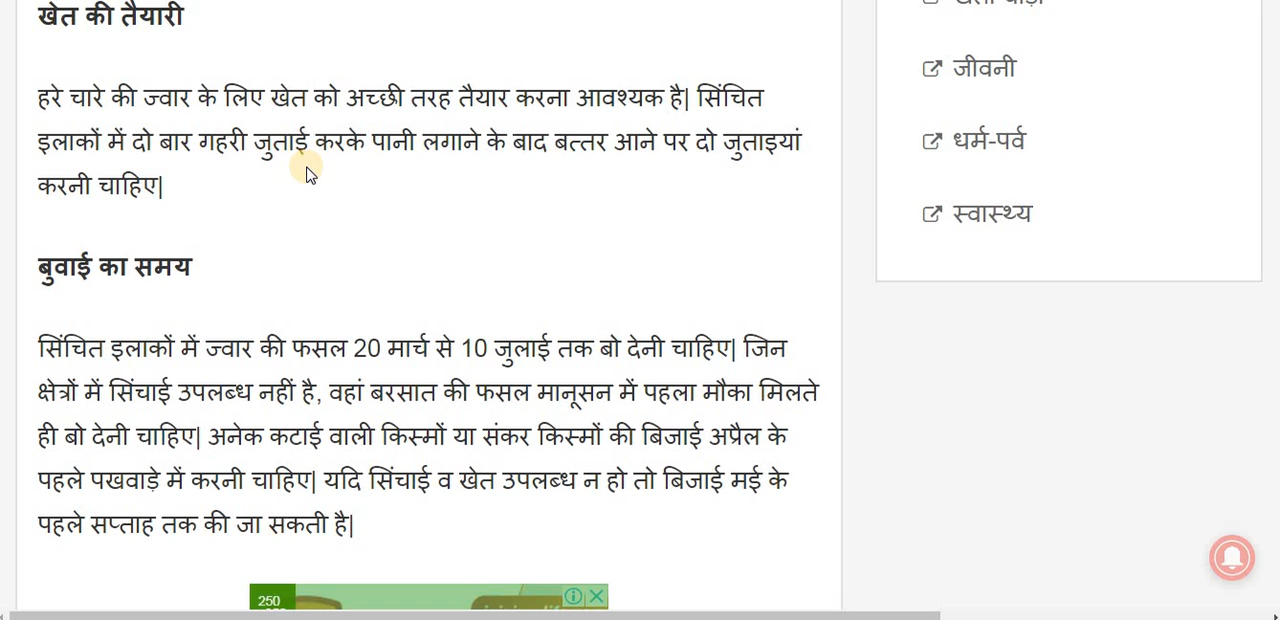 खेत की तैयारी
हरे चारे की ज्वार के लिए खेत को अच्छी तरह तैयार करना आवश्यक है| सिंचित
इलाकों में दो बार गहरी जुताई करके पानी लगाने के बाद बत्तर आने पर दो जुताइयां
करनी चाहिए|
बुवाई का समय
सिंचित इलाकों में ज्वार की फसल 20 मार्च से 10 जुलाई तक बो देनी चाहिए| जिन
क्षेत्रों में सिंचाई उपलब्ध नहीं है, वहां बरसात की फसल मानूसन में पहला मौका मिलते
ही बो देनी चाहिए| अनेक कटाई वाली किस्मों या संकर किस्मों की बिजाई अप्रैल के
पहले पखवाड़े में करनी चाहिए| यदि सिंचाई व खेत उपलब्ध न हो तो बिजाई मई के
पहले सप्ताह तक की जा सकती है|
250
जीवनी
धर्म-पर्व
स्वास्थ्य